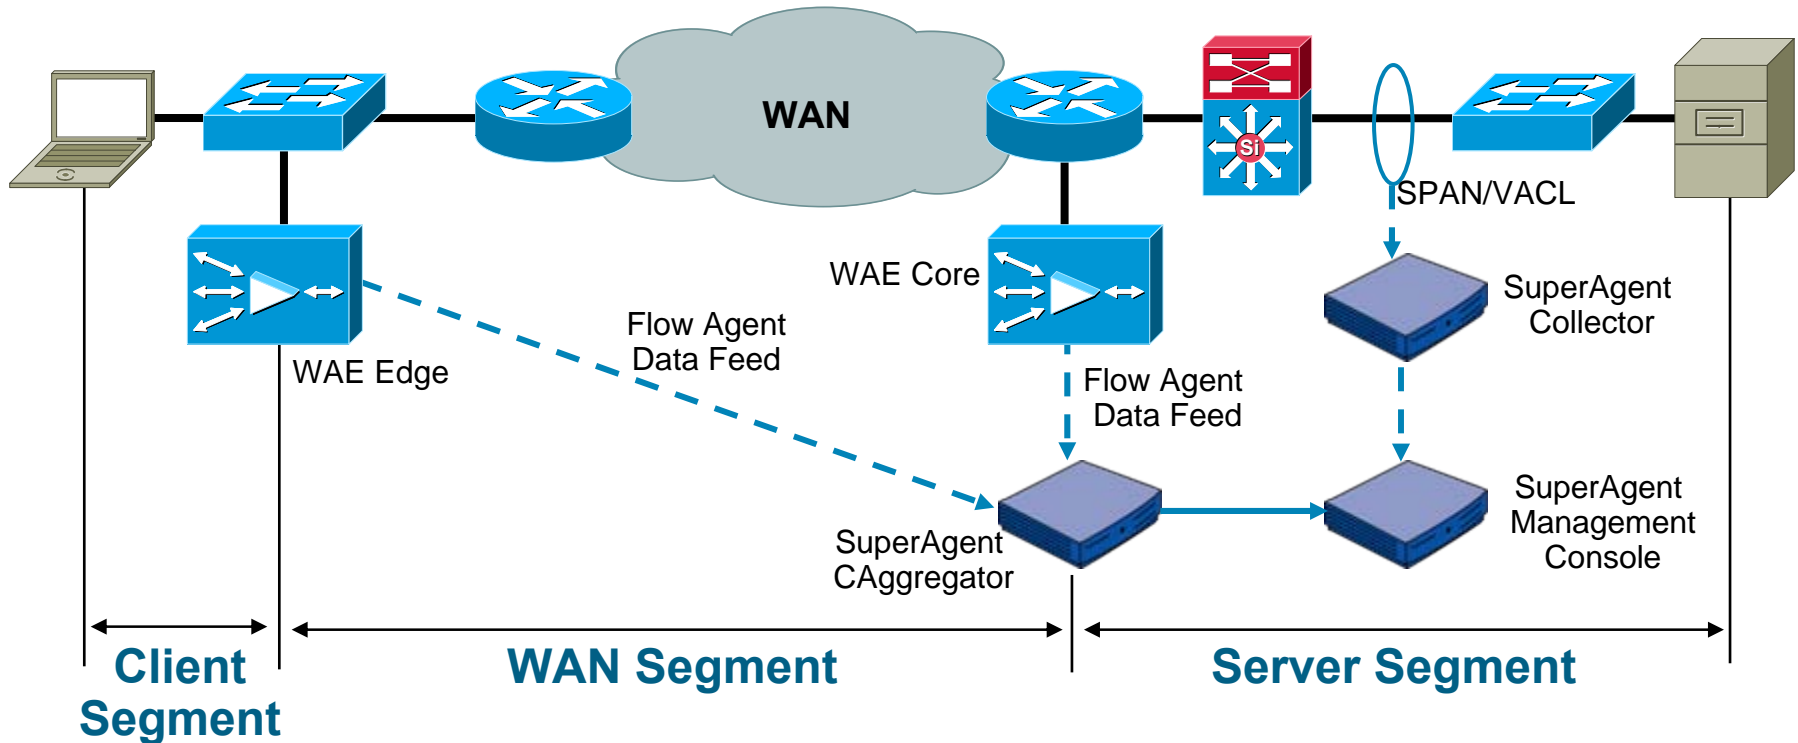 WAN
Si
SPAN/VACL
WAE Core
SuperAgent
Collector
Flow Agent
Data Feed
WAE Edge
Flow Agent
Data Feed
SuperAgent
Management
Console
SuperAgent
CAggregator
Client
Segment
WAN Segment
Server Segment